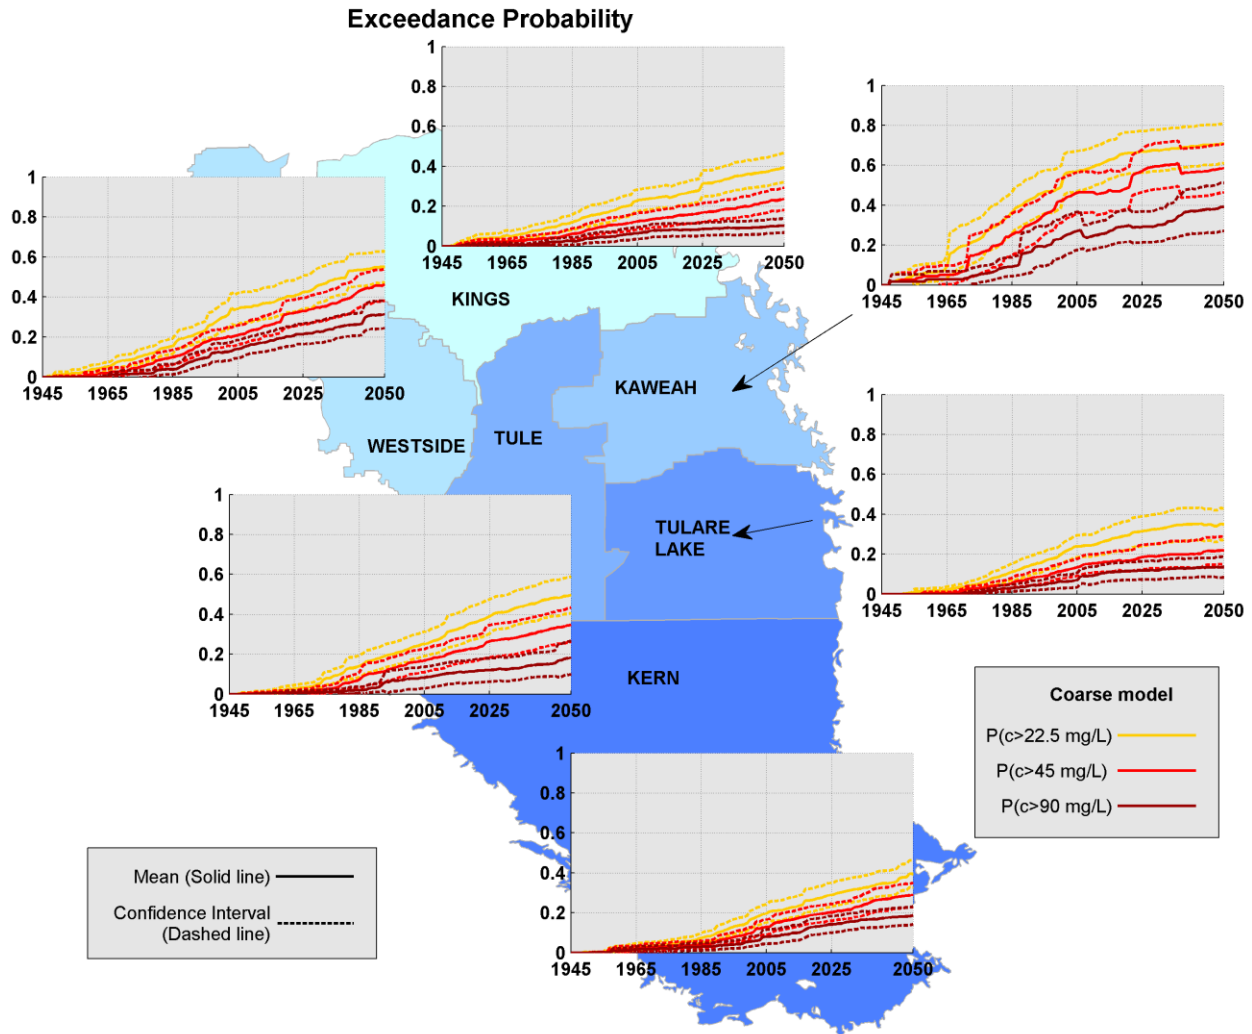 Exceedance Probability
1
0.8
0.6
0.4
0.2
0
1945 1965 1985 2005 2025 2050
1
0.8
0.6
0.4
0.2
0
1945 1965 1985 2005 2025 2050
1
0.8
0.6
0.4
0.2
0
1945 1965 1985 2005 2025 2050
KINGS
KAWEAH
WESTSIDE
TULE
1
0.8
0.6
0.4
0.2
0
1945 1965 1985 2005 2025 2050
TULARE
LAKE
1
0.8
0.6
0.4
0.2
0
1945 1965 1985 2005 2025 2050
KERN
Coarse model
P(c>22.5 mg/L)
P(c>45 mg/L)
P(c>90 mg/L)
1
0.8
0.6
0.4
0.2
0
1945 1965 1985 2005 2025 2050
Mean (Solid line)
Confidence Interval
(Dashed line)